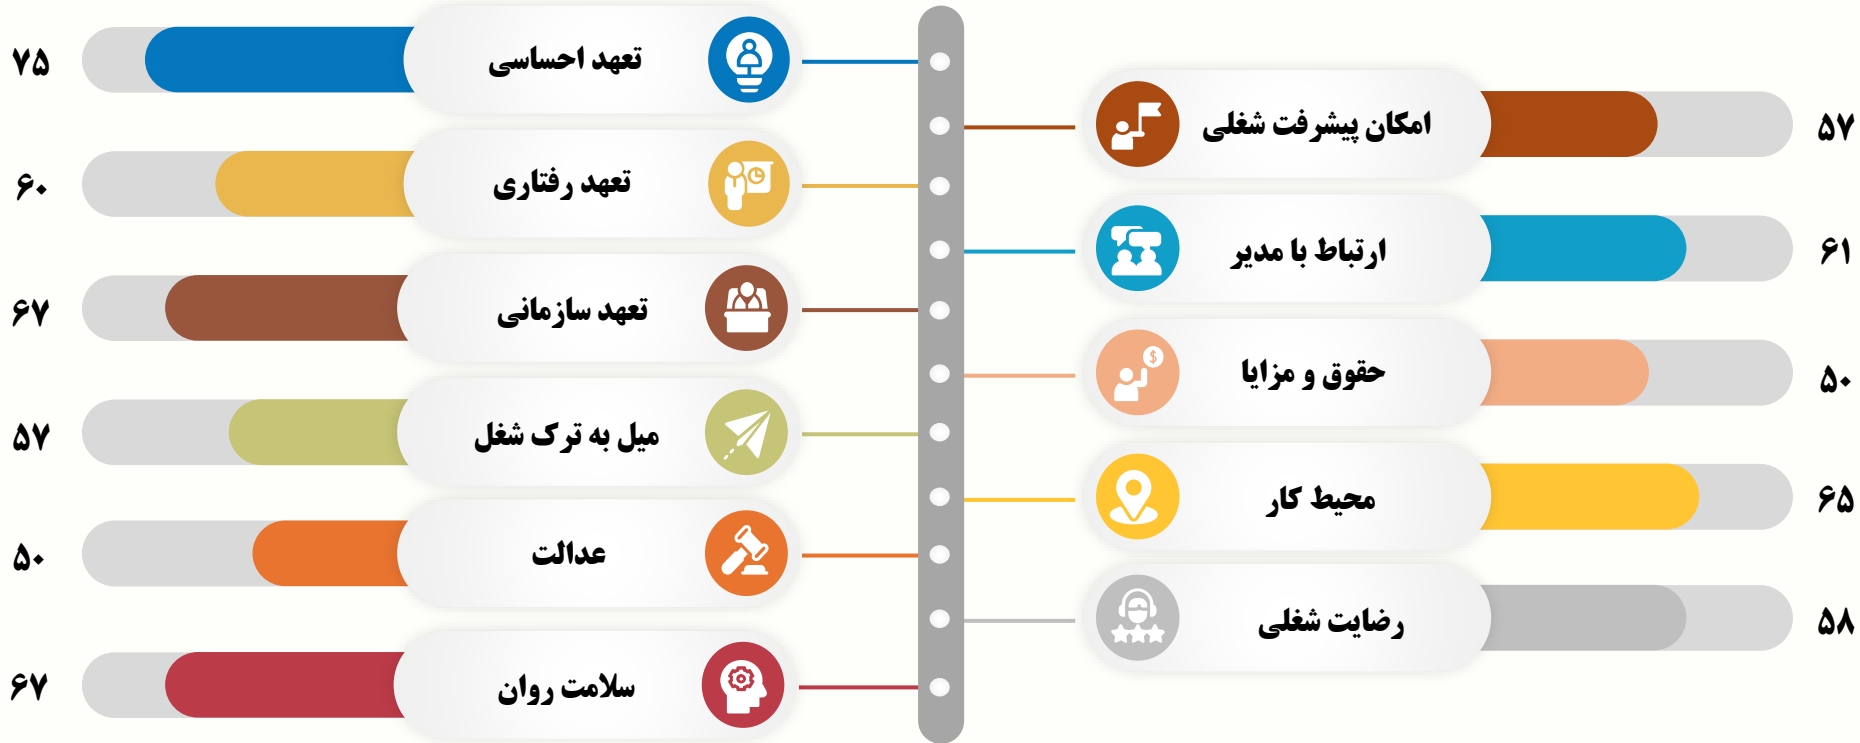 تعهد احساسی
۷۵
امکان پیشرفت شغلی
۵۷
تعهد رفتاری
۶۰
ارتباط با مدیر
۶۱
تعهد سازمانی
۶۷
حقوق و مزایا
۵۰
میل به ترک شغل
۵۷
محیط کار
۶۵
عدالت
۵۰
رضایت شغلی
۵۸
سلامت روان
۶۷
$